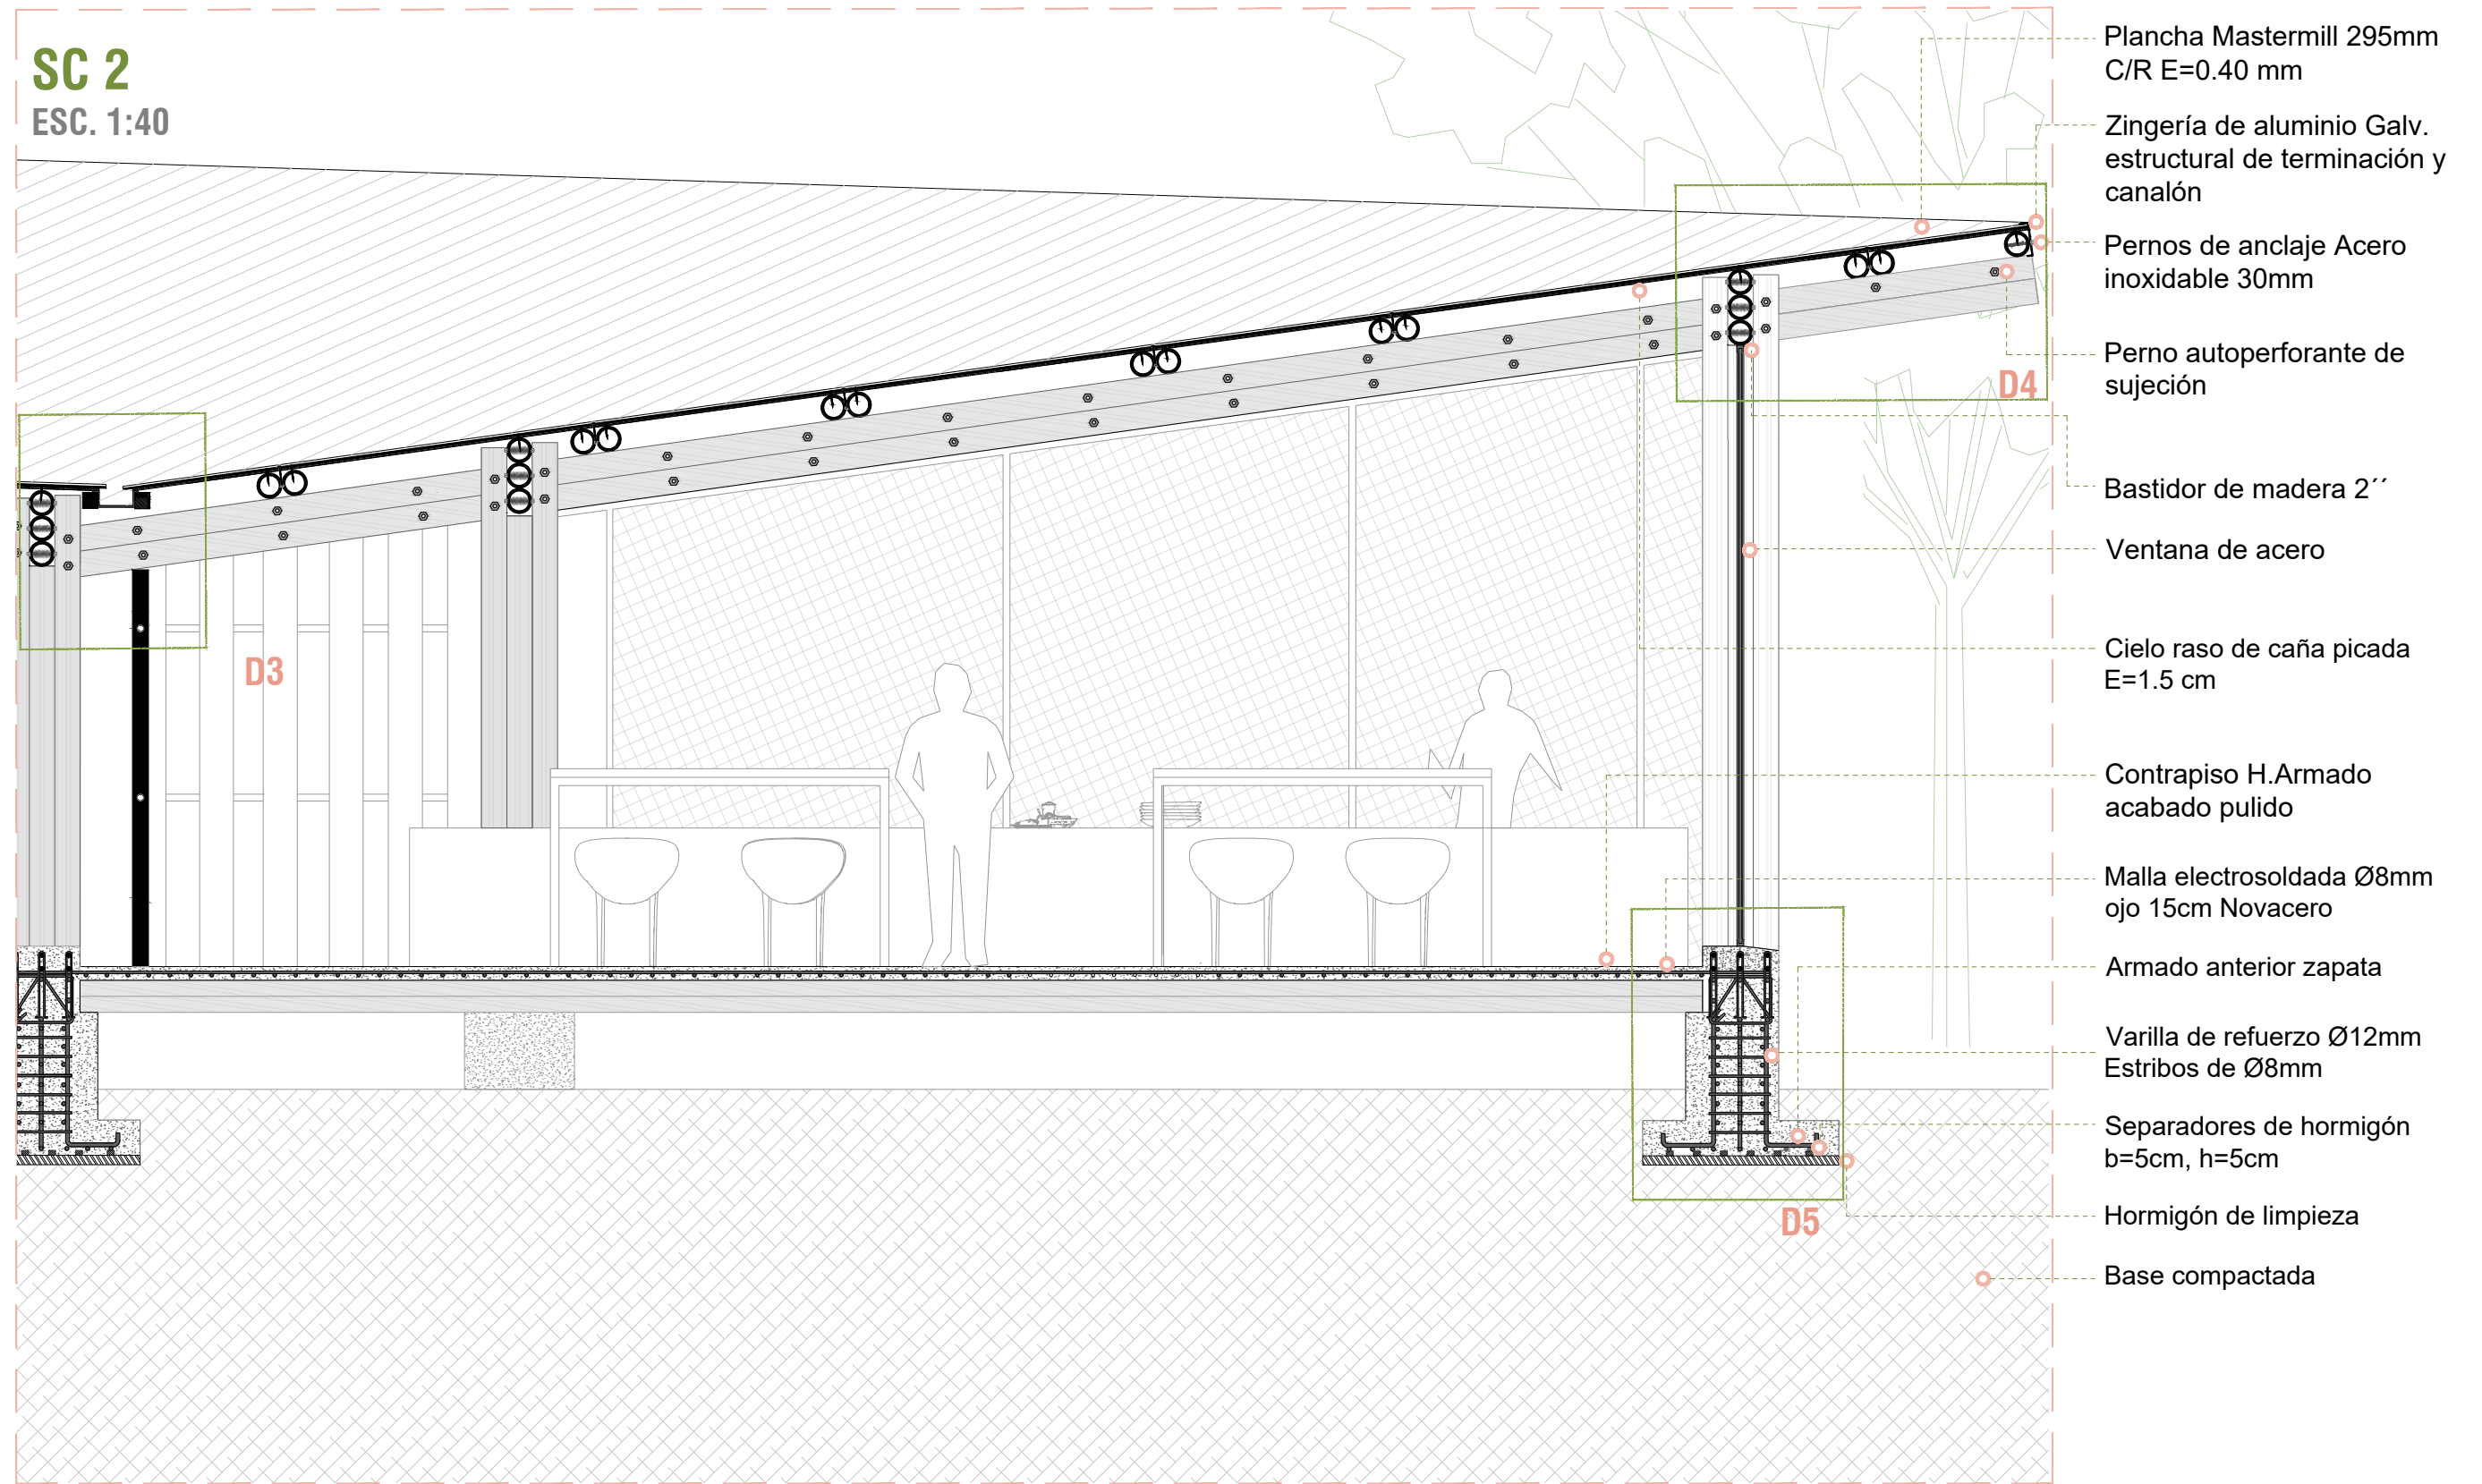 SC 2
ESC. 1:40
Plancha Mastermill 295mm
C/R E=0.40 mm
Zingería de aluminio Galv.
estructural de terminación y
canalón
Pernos de anclaje Acero
inoxidable 30mm
Perno autoperforante de
sujeción
D4
Bastidor de madera 2´´
Ventana de acero
Cielo raso de caña picada
E=1.5 cm
D3
Contrapiso H.Armado
acabado pulido
Malla electrosoldada Ø8mm
ojo 15cm Novacero
Armado anterior zapata
Varilla de refuerzo Ø12mm
Estribos de Ø8mm
Separadores de hormigón
b=5cm, h=5cm
Hormigón de limpieza
D5
Base compactada